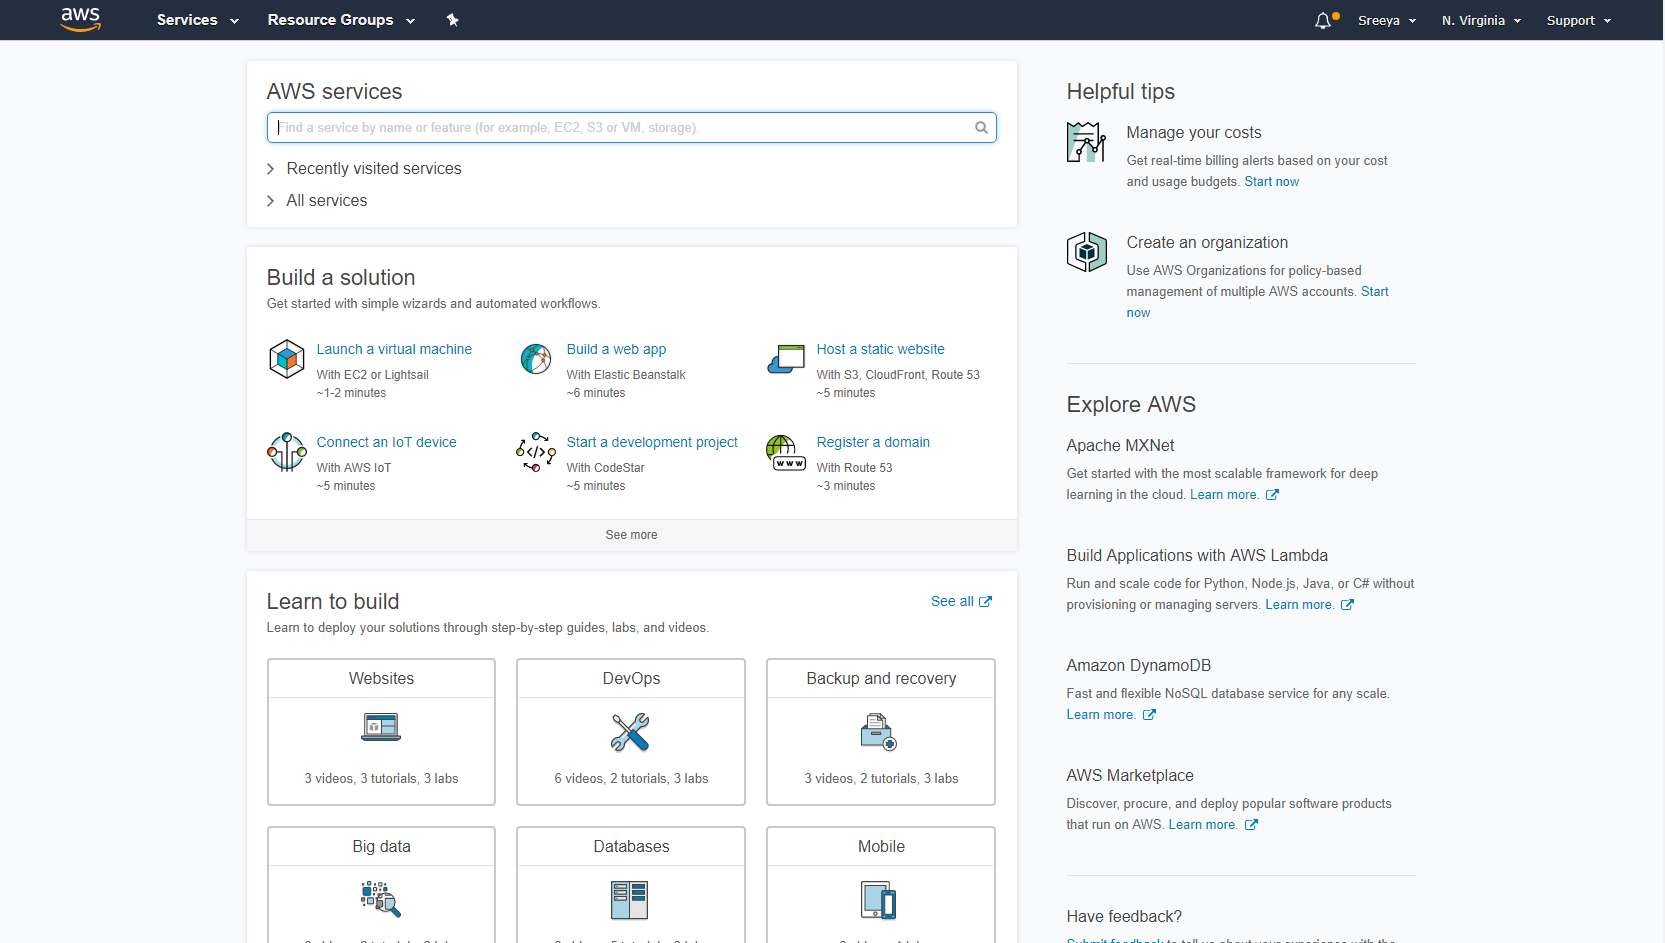 aws
Services
Resource Groups
Sreeya
N. Virginia
Support
AWS services
Find a service by name or feature (for example, EC2, S3 or VM, storage).
Recently visited services
All services
Build a solution
Get started with simple wizards and automated workflows.
Launch a virtual machine
With EC2 or Lightsail
~1-2 minutes
Build a web app
With Elastic Beanstalk
~6 minutes
Host a static website
With S3, CloudFront, Route 53
~5 minutes
Connect an IoT device
With AWS IoT
~5 minutes
Start a development project
With CodeStar
~5 minutes
www
Register a domain
With Route 53
~3 minutes
See more
Learn to build
See all
Learn to deploy your solutions through step-by-step guides, labs, and videos.
Websites
3 videos, 3 tutorials, 3 labs
DevOps
6 videos, 2 tutorials, 3 labs
Backup and recovery
3 videos, 2 tutorials, 3 labs
Big data
Databases
Mobile
Helpful tips
Manage your costs
Get real-time billing alerts based on your cost
and usage budgets. Start now
Create an organization
Use AWS Organizations for policy-based
management of multiple AWS accounts. Start
now
Explore AWS
Apache MXNet
Get started with the most scalable framework for deep
learning in the cloud. Learn more.
Build Applications with AWS Lambda
Run and scale code for Python, Node.js, Java, or C# without
provisioning or managing servers. Learn more.
Amazon DynamoDB
Fast and flexible NoSQL database service for any scale.
Learn more.
AWS Marketplace
Discover, procure, and deploy popular software products
that run on AWS. Learn more.
Have feedback?
Submit feedback to tell us about your experience with the